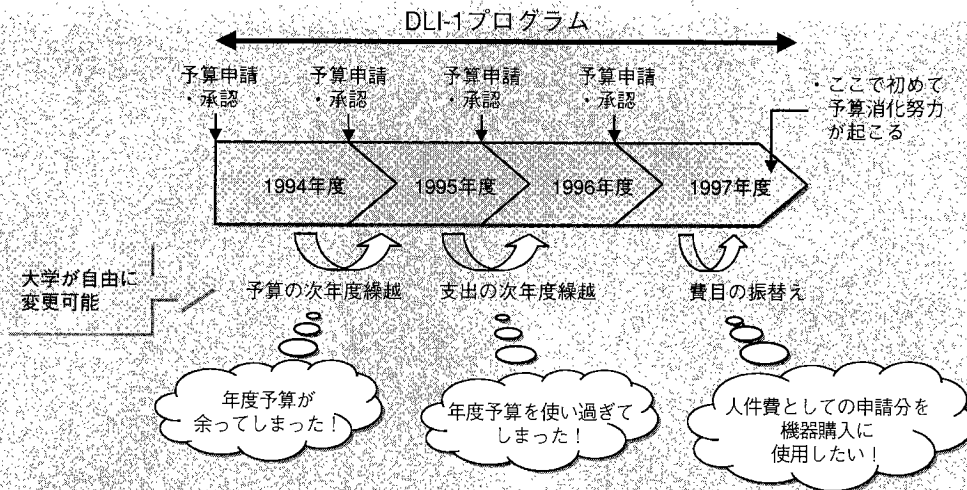 DLI-1プログラム
予算申請
・承認
予算申請
・承認
予算申請
・承認
予算申請
・承認
・ここで初めて
予算消化努力
が起こる
1994年度
1995年度
1996年度
1997年度
大学が自由に
変更可能
予算の次年度繰越
支出の次年度繰越
費目の振替え
年度予算が
余ってしまった！
年度予算を使い過ぎて
しまった！
人件費としての申請分を
機器購入に
使用したい！